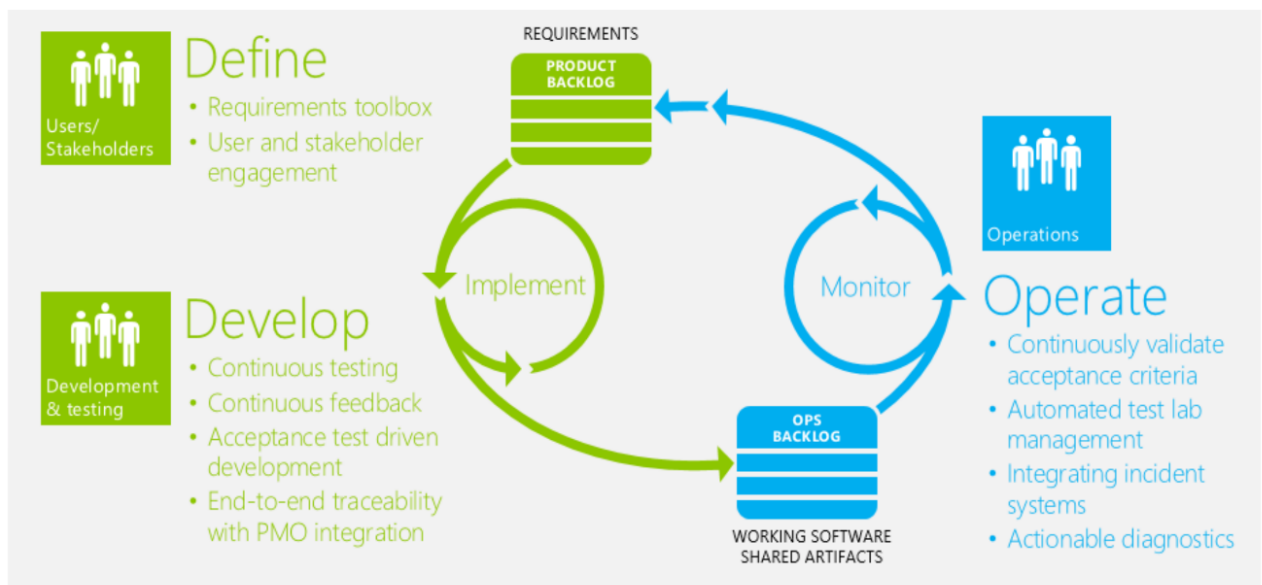 REQUIREMENTS
PRODUCT
BACKLOG
Users/
Stakeholders
Define
• Requirements toolbox
• User and stakeholder
engagement
Operations
Implement
Monitor
Development
& testing
Develop
• Continuous testing
• Continuous feedback
• Acceptance test driven
development
• End-to-end traceability
with PMO integration
Operate
• Continuously validate
acceptance criteria
• Automated test lab
management
• Integrating incident
systems
• Actionable diagnostics
OPS
BACKLOG
WORKING SOFTWARE
SHARED ARTIFACTS